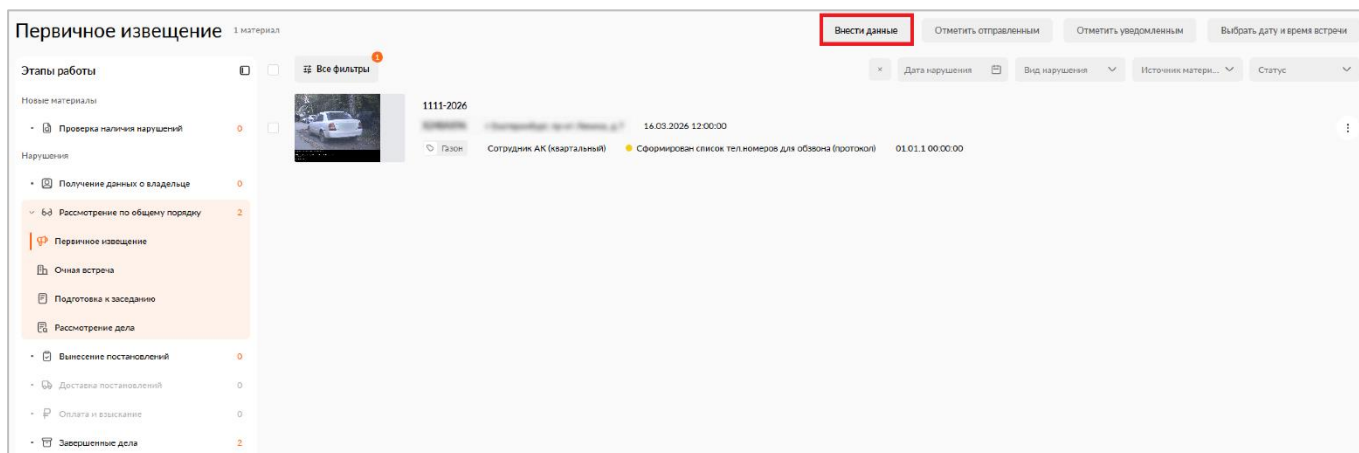 Первичное извещение 1 материал
Внести данные Отметить отправленным Отметить уведомленным Выбрать дату и время встречи
Этапы работы
Все фильтры 1
× Дата нарушения Вид нарушения Источник матери... Статус
Новые материалы
Проверка наличия нарушений 0
Нарушения
Получение данных о владельце 0
Рассмотрение по общему порядку 2
Первичное извещение
Очная встреча
Подготовка к заседанию
Рассмотрение дела
Вынесение постановлений 0
Доставка постановлений 0
Оплата и взыскание 0
Завершенные дела 2
1111-2026
16.03.2026 12:00:00
Газон Сотрудник АК (квартальный) Сформирован список тел.номеров для обзвона (протокол) 01.01.1 00:00:00